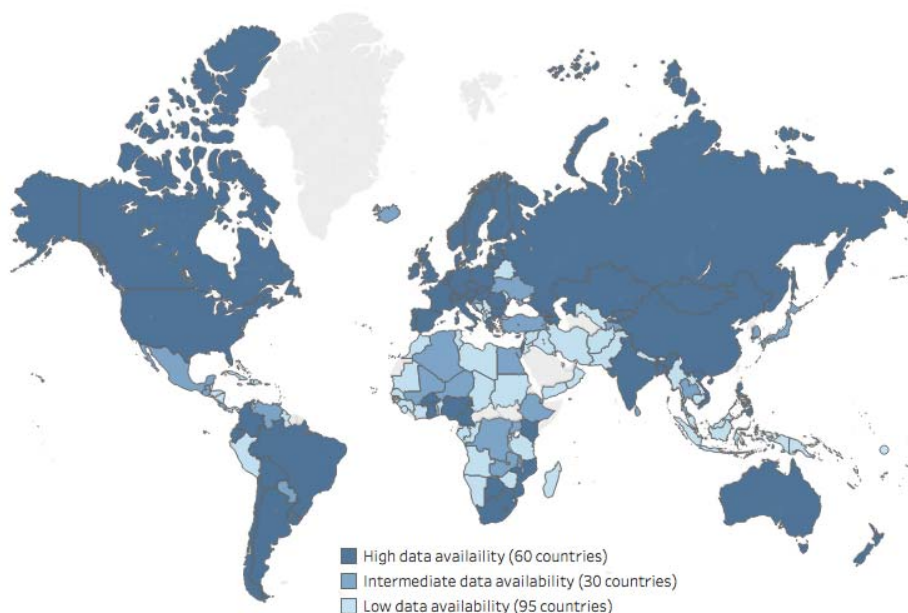 High data availaility (60 countries)
Intermediate data availability (30 countries)
Low data availability (95 countries)